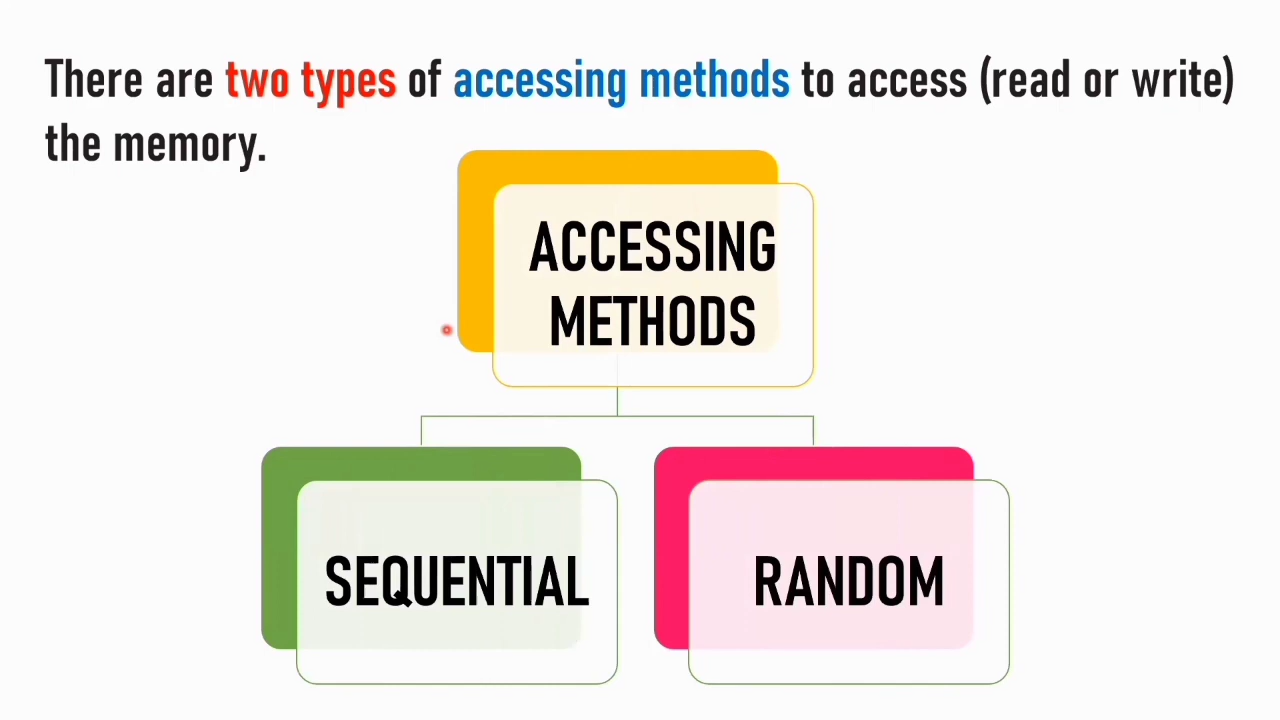 There are two types of accessing methods to access (read or write)
the memory.
ACCESSING
METHODS
SEQUENTIAL
RANDOM